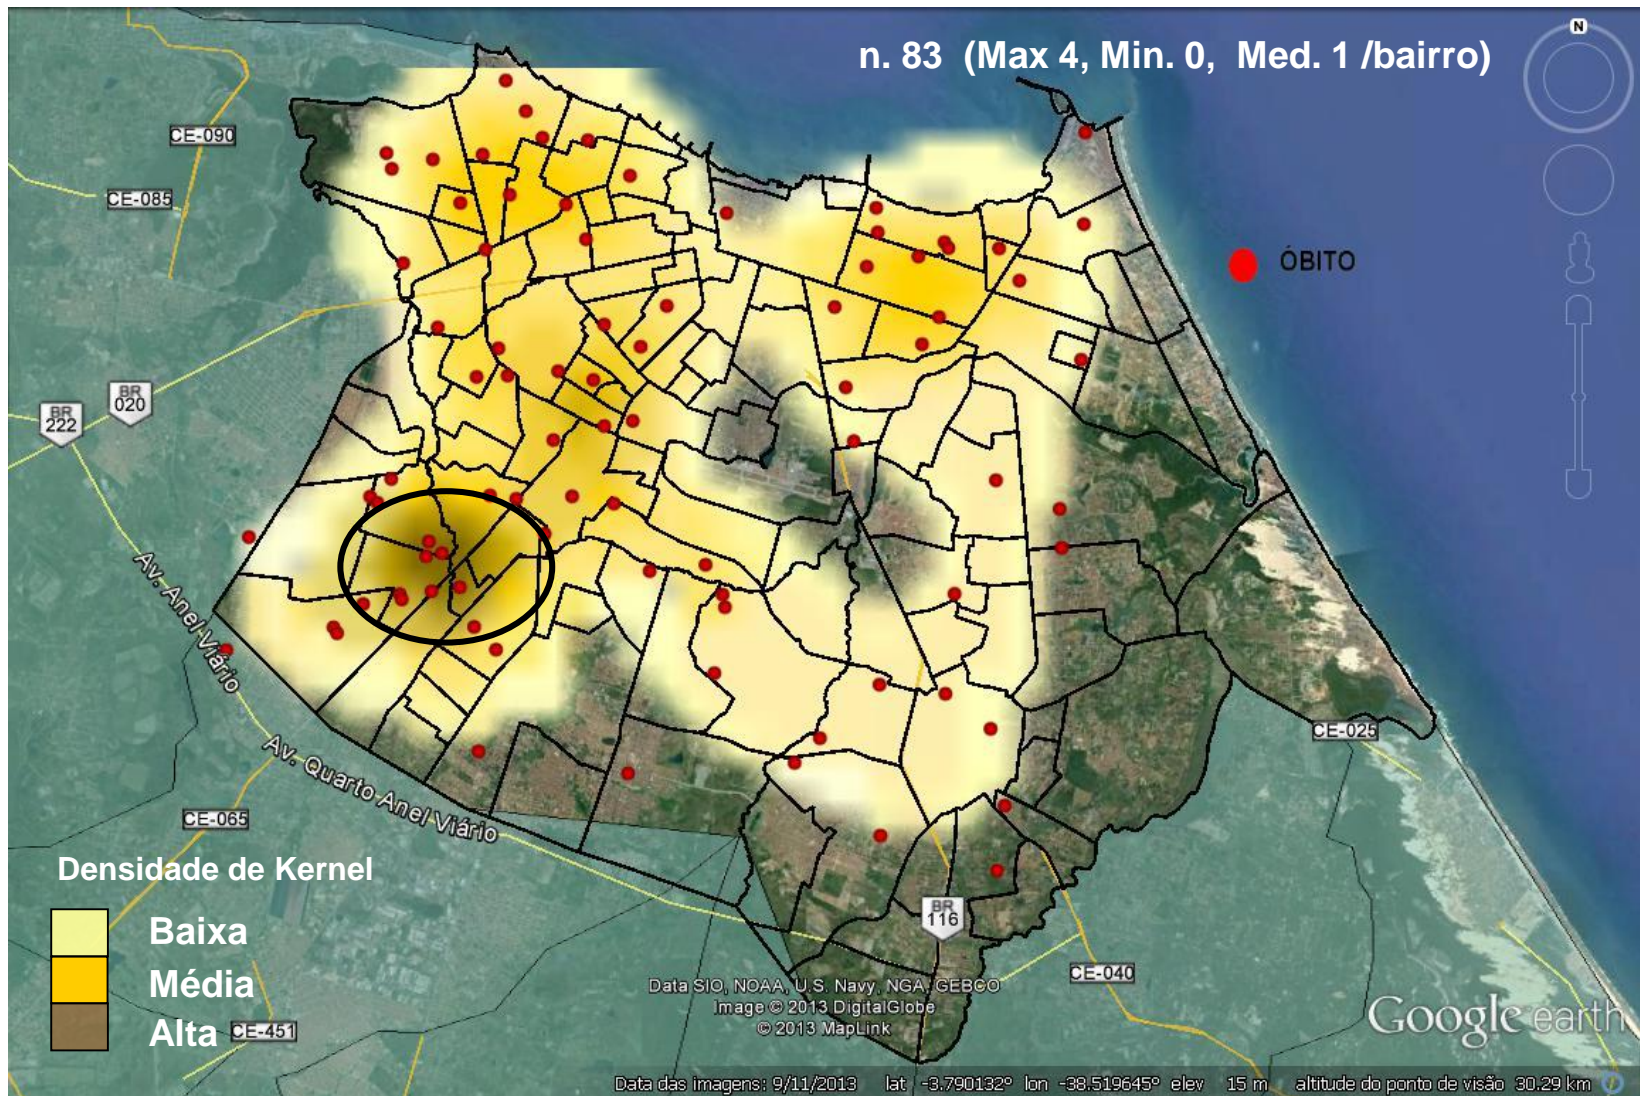 n. 83 (Max 4, Min. 0, Med. 1 /bairro)
N
CE-090
CE-085
ÓBITO
BR
020
BR
222
Av. Anel Viário
CE-025
Av. Quarto Anel Viário
CE-065
Densidade de Kernel
Baixa
Média
Alta
CE-451
BR
116
CE-040
Data SIO, NOAA, U.S. Navy, NGA, GEBCO
Image © 2013 DigitalGlobe
© 2013 MapLink
Google earth
Data das imagens: 9/11/2013 lat -3.790132° lon -38.519645° elev 15 m altitude do ponto de visão 30.29 km